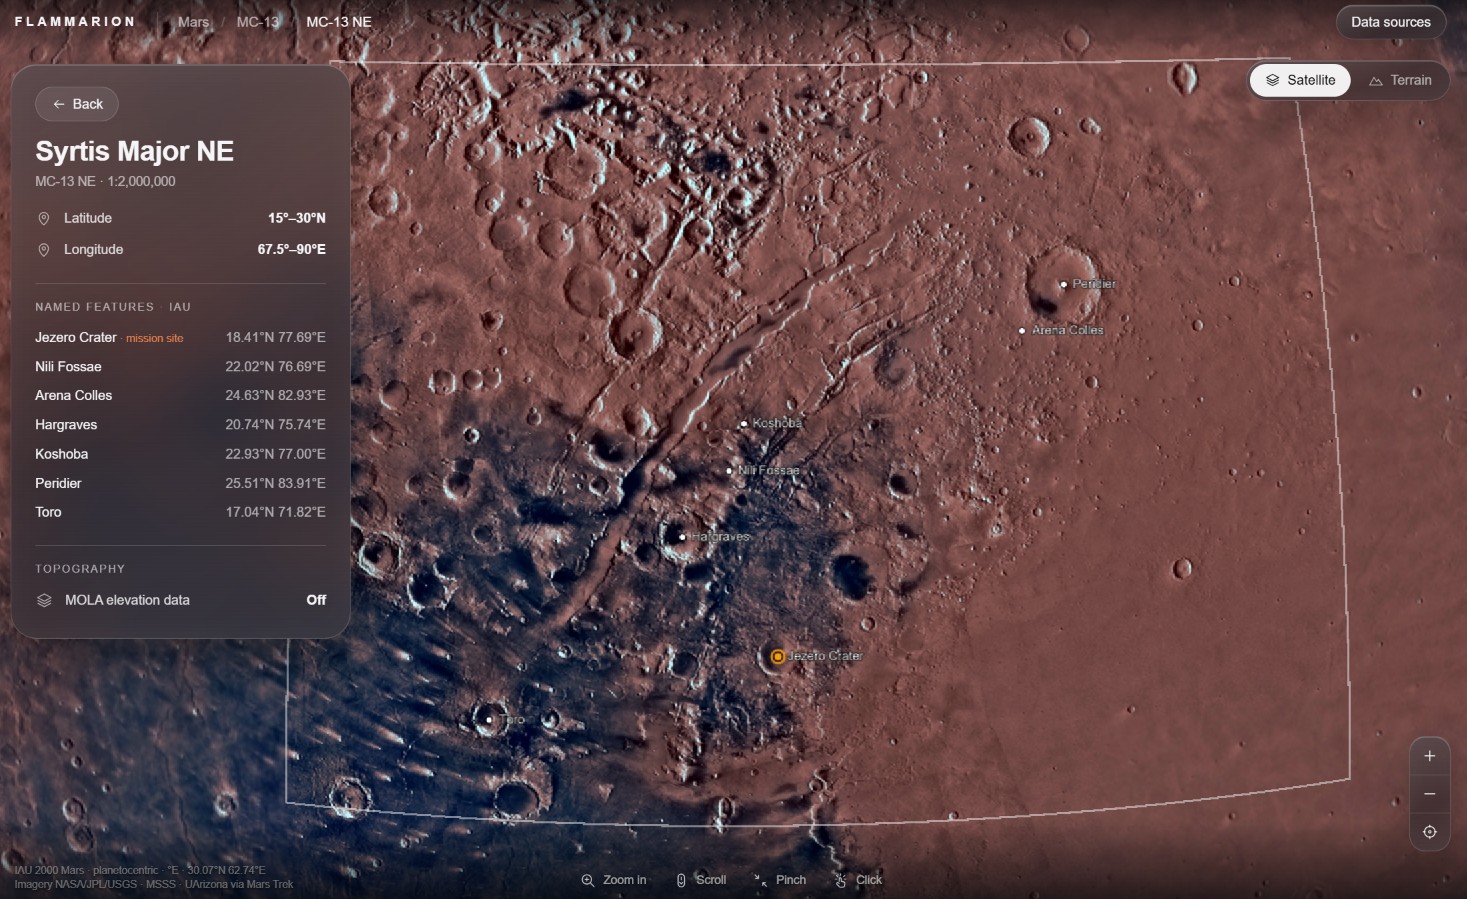 FLAMMARION Mars / MC-13 / MC-13 NE
Data sources
Satellite Terrain
← Back
Syrtis Major NE
MC-13 NE · 1:2,000,000
Latitude 15°–30°N
Longitude 67.5°–90°E
NAMED FEATURES · IAU
Jezero Crater · mission site 18.41°N 77.69°E
Nili Fossae 22.02°N 76.69°E
Arena Colles 24.63°N 82.93°E
Hargraves 20.74°N 75.74°E
Koshoba 22.93°N 77.00°E
Peridier 25.51°N 83.91°E
Toro 17.04°N 71.82°E
TOPOGRAPHY
MOLA elevation data Off
Peridier
Arena Colles
Koshoba
Nili Fossae
Hargraves
Jezero Crater
Toro
+
−
IAU 2000 Mars · planetocentric · °E · 30.07°N 62.74°E
Imagery NASA/JPL/USGS · MSSS · UArizona via Mars Trek
Zoom in Scroll Pinch Click